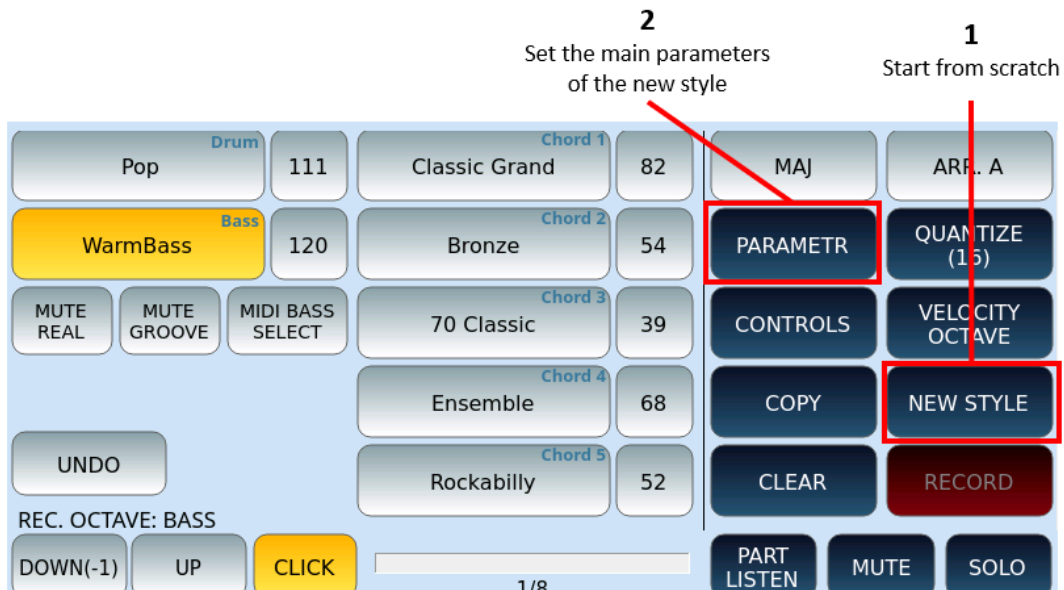 2
Set the main parameters
of the new style
1
Start from scratch
Drum
Pop
111
Chord 1
Classic Grand
82
MAJ
ARR. A
Bass
WarmBass
120
Chord 2
Bronze
54
PARAMETR
QUANTIZE
(16)
MUTE
REAL
MUTE
GROOVE
MIDI BASS
SELECT
Chord 3
70 Classic
39
CONTROLS
VELOCITY
OCTAVE
Chord 4
Ensemble
68
COPY
NEW STYLE
UNDO
Chord 5
Rockabilly
52
CLEAR
RECORD
REC. OCTAVE: BASS
DOWN(-1)
UP
CLICK
1/8
PART
LISTEN
MUTE
SOLO